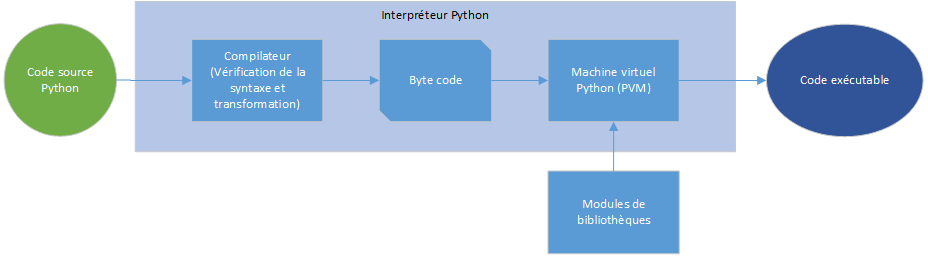 Interpréteur Python
Code source
Python
Compilateur
(Vérification de la
syntaxe et
transformation)
Byte code
Machine virtuel
Python (PVM)
Code exécutable
Modules de
bibliothèques